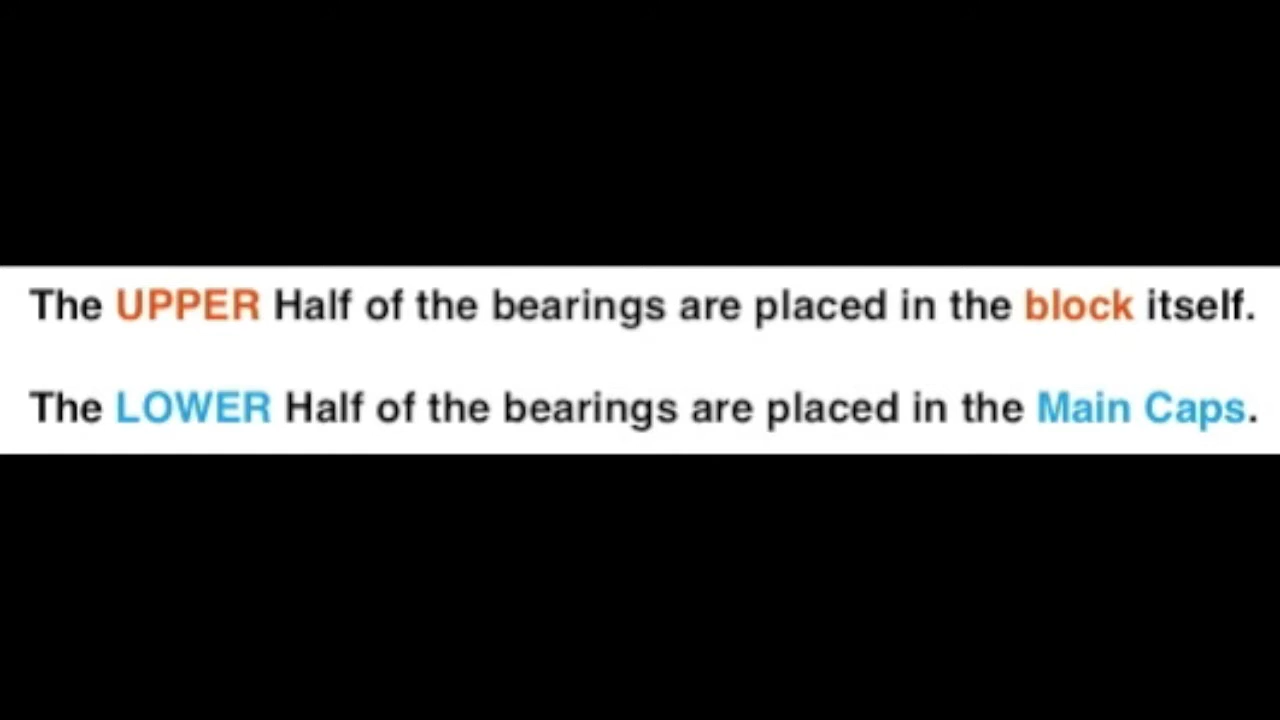 The UPPER Half of the bearings are placed in the block itself.
The LOWER Half of the bearings are placed in the Main Caps.